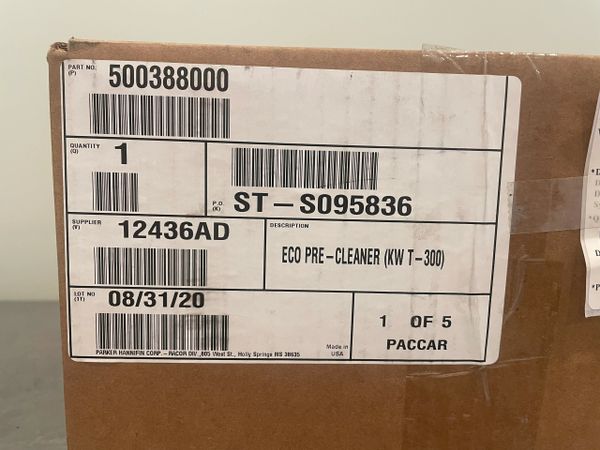 PART NO.
(P)
500388000
QUANTITY
(Q)
1
P.O.
(K)
ST-S095836
SUPPLIER
(V)
12436AD
DESCRIPTION
ECO PRE-CLEANER (KW T-300)
LOT NO
(1T)
08/31/20
Made in
USA
1 OF 5
PACCAR
PARKER HANNIFIN CORP. - RACOR DIV.,805 West St., Holly Springs MS 38635